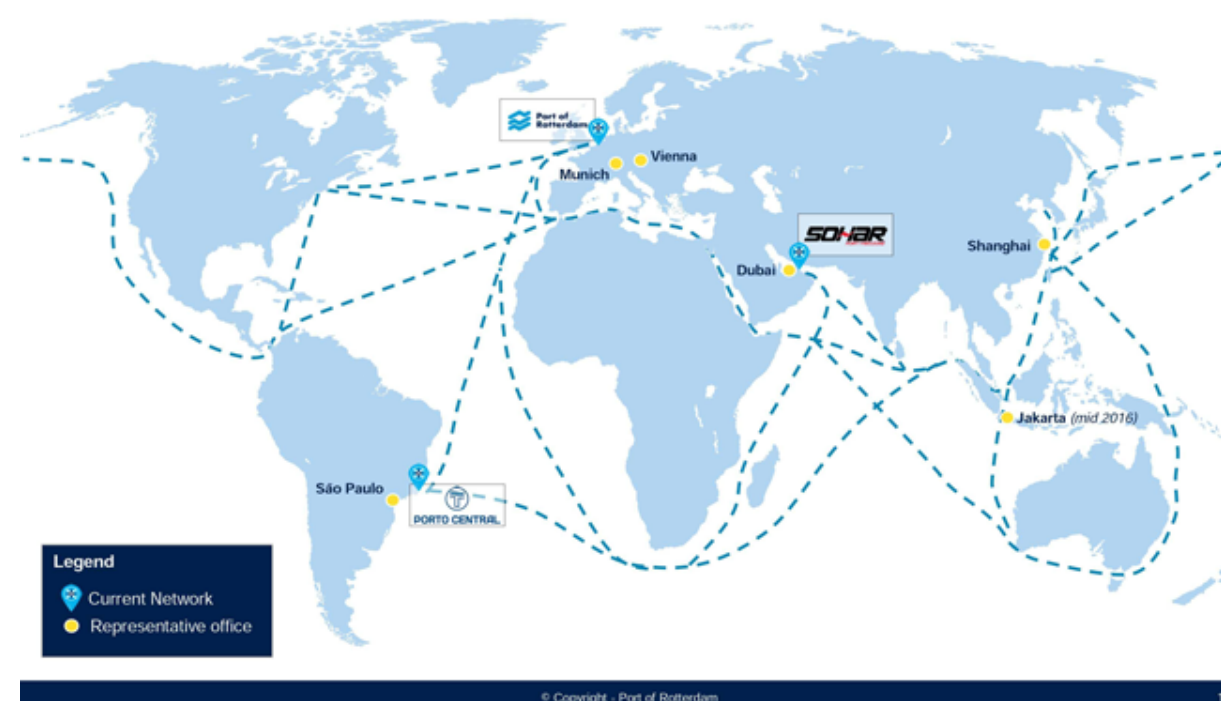 Port of
Rotterdam
Vienna
Munich
SOHAR
Shanghai
Dubai
Jakarta (mid 2016)
São Paulo
PORTO CENTRAL
Legend
Current Network
Representative office
© Copyright - Port of Rotterdam